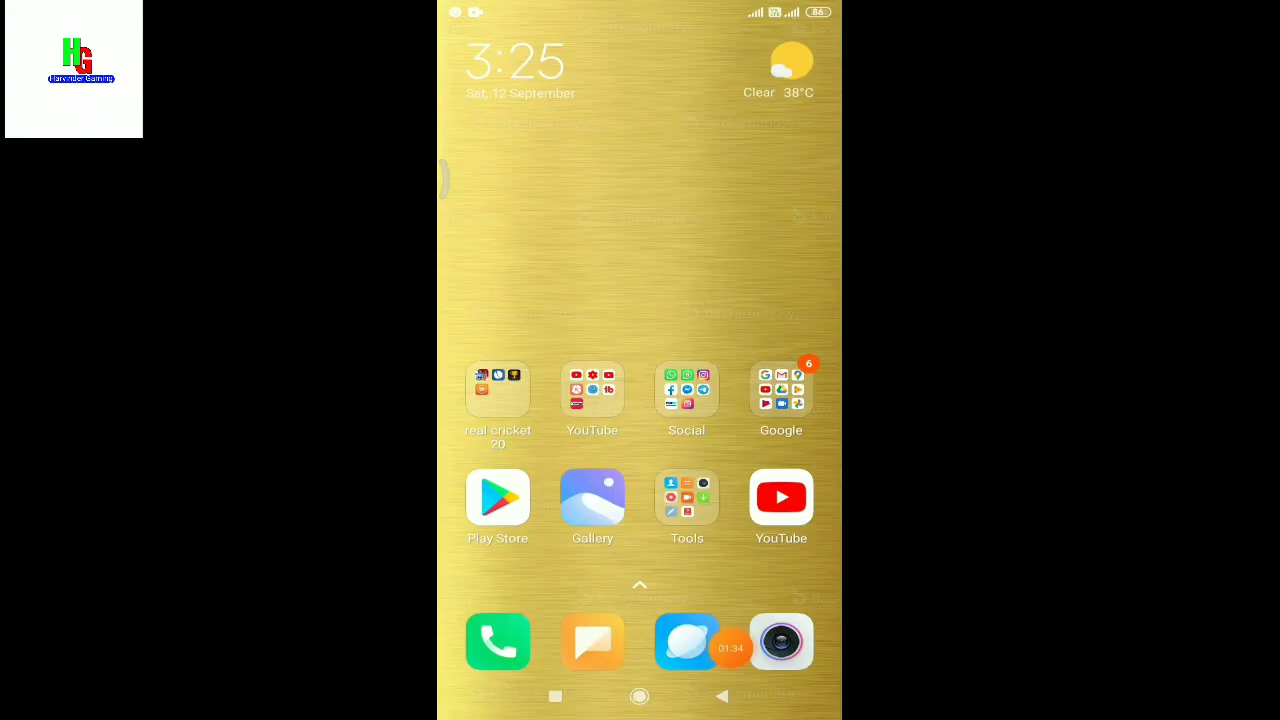 HG
Harvinder Gaming
86
3:25
Sat, 12 September
Clear 38°C
6
real cricket
20
YouTube
Social
Google
Play Store
Gallery
Tools
YouTube
01:34